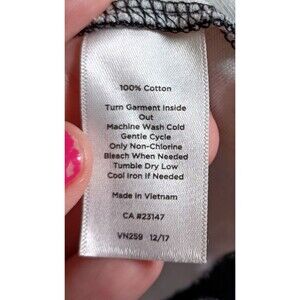 100% Cotton
Turn Garment Inside
Out
Machine Wash Cold
Gentle Cycle
Only Non-Chlorine
Bleach When Needed
Tumble Dry Low
Cool Iron if Needed
Made in Vietnam
CA #23147
VN259 12/17